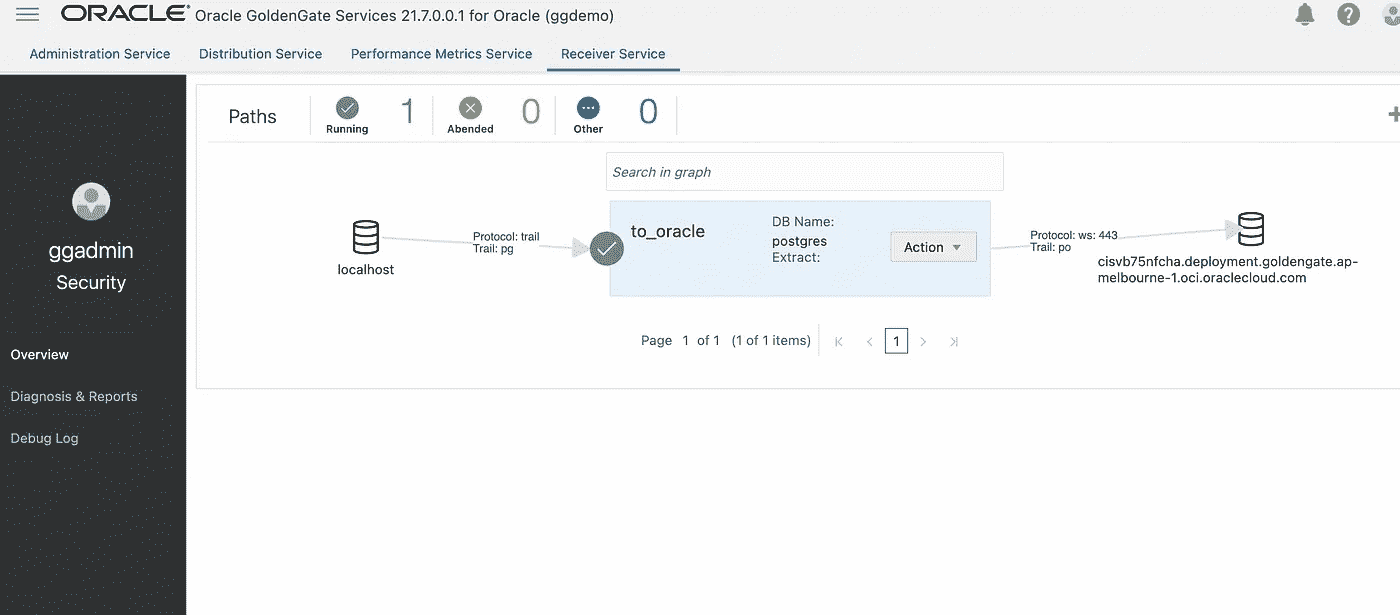 ORACLE® Oracle GoldenGate Services 21.7.0.0.1 for Oracle (ggdemo)
Administration Service Distribution Service Performance Metrics Service Receiver Service
Paths Running 1 Abended 0 Other 0
Search in graph
ggadmin
Security
Overview
Diagnosis & Reports
Debug Log
localhost
Protocol: trail
Trail: pg
to_oracle
DB Name:
postgres
Extract:
Action
Protocol: ws: 443
Trail: po
cisvb75nfcha.deployment.goldengate.ap-
melbourne-1.oci.oraclecloud.com
Page 1 of 1 (1 of 1 items) 1